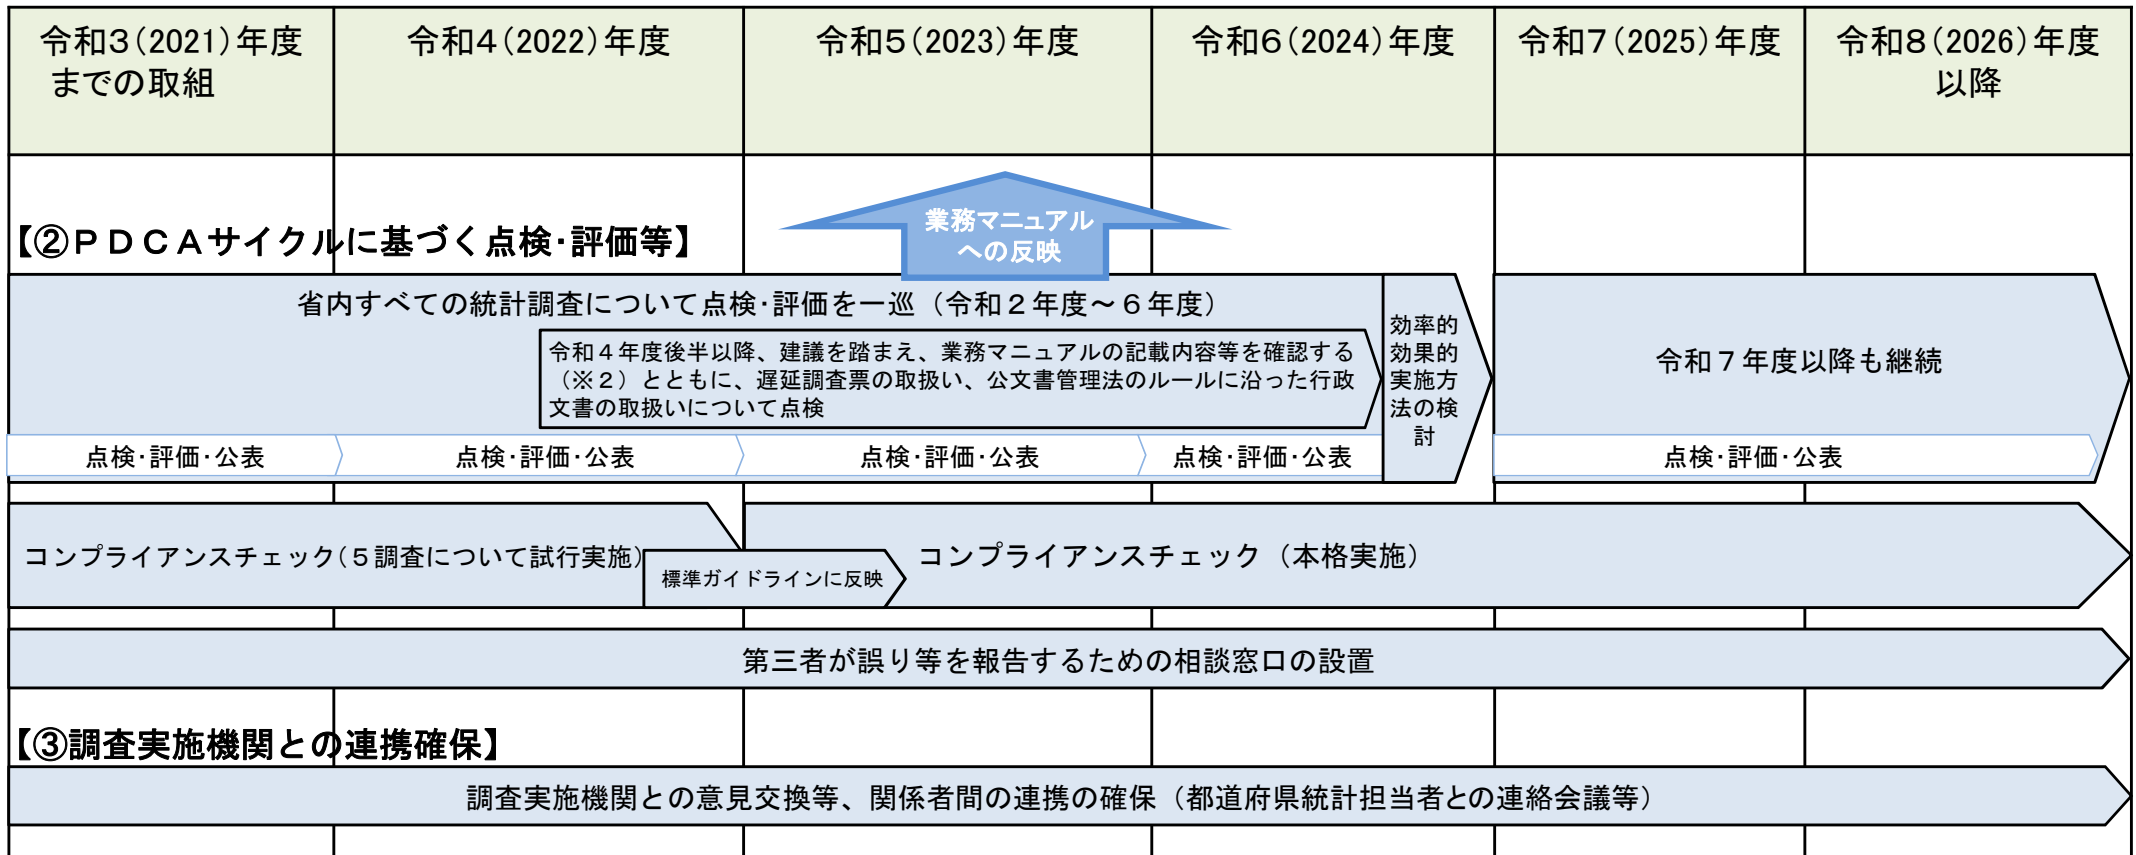 令和3(2021)年度
までの取組
令和4(2022)年度
令和5(2023)年度
令和6(2024)年度
令和7(2025)年度
令和8(2026)年度
以降
業務マニュアル
への反映
【②ＰＤＣＡサイクルに基づく点検・評価等】
省内すべての統計調査について点検・評価を一巡（令和２年度～６年度）
令和４年度後半以降、建議を踏まえ、業務マニュアルの記載内容等を確認する
（※２）とともに、遅延調査票の取扱い、公文書管理法のルールに沿った行政
文書の取扱いについて点検
効率的
効果的
実施方
法の検
討
令和７年度以降も継続
点検・評価・公表
点検・評価・公表
点検・評価・公表
点検・評価・公表
点検・評価・公表
コンプライアンスチェック(５調査について試行実施)
標準ガイドラインに反映
コンプライアンスチェック（本格実施）
第三者が誤り等を報告するための相談窓口の設置
【③調査実施機関との連携確保】
調査実施機関との意見交換等、関係者間の連携の確保（都道府県統計担当者との連絡会議等）